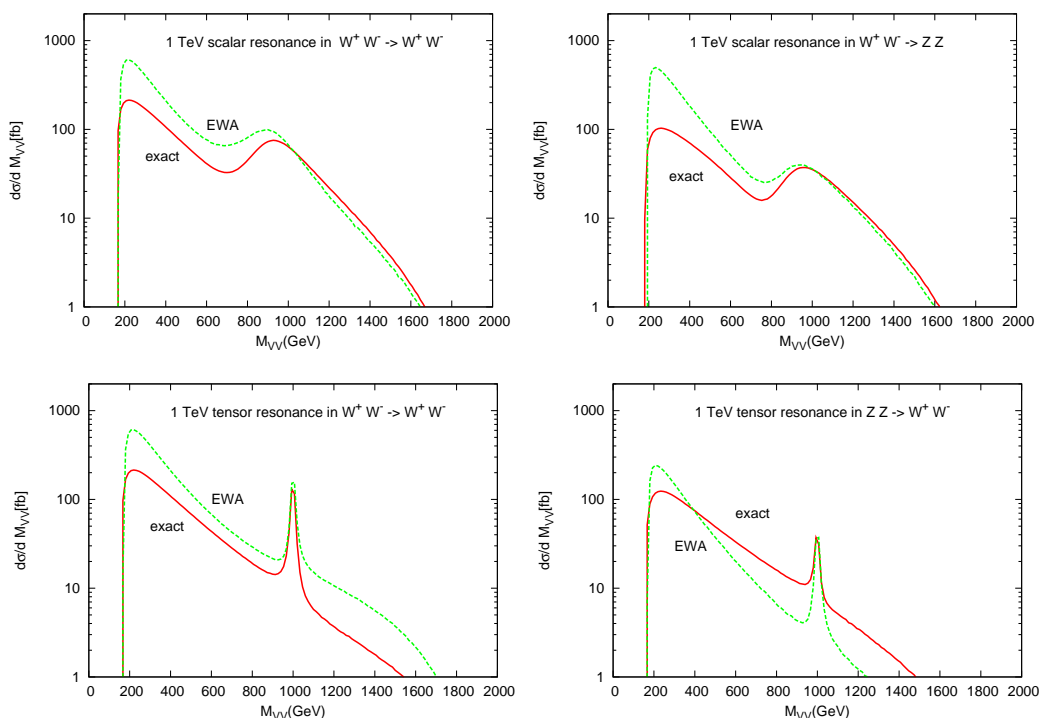 1 TeV scalar resonance in W⁺ W⁻ -> W⁺ W⁻
dσ/d M_VV[fb]
1000
100
10
1
EWA
exact
0 200 400 600 800 1000 1200 1400 1600 1800 2000
M_VV(GeV)
1 TeV scalar resonance in W⁺ W⁻ -> Z Z
dσ/d M_VV[fb]
1000
100
10
1
EWA
exact
0 200 400 600 800 1000 1200 1400 1600 1800 2000
M_VV(GeV)
1 TeV tensor resonance in W⁺ W⁻ -> W⁺ W⁻
dσ/d M_VV[fb]
1000
100
10
1
EWA
exact
0 200 400 600 800 1000 1200 1400 1600 1800 2000
M_VV(GeV)
1 TeV tensor resonance in Z Z -> W⁺ W⁻
dσ/d M_VV[fb]
1000
100
10
1
exact
EWA
0 200 400 600 800 1000 1200 1400 1600 1800 2000
M_VV(GeV)